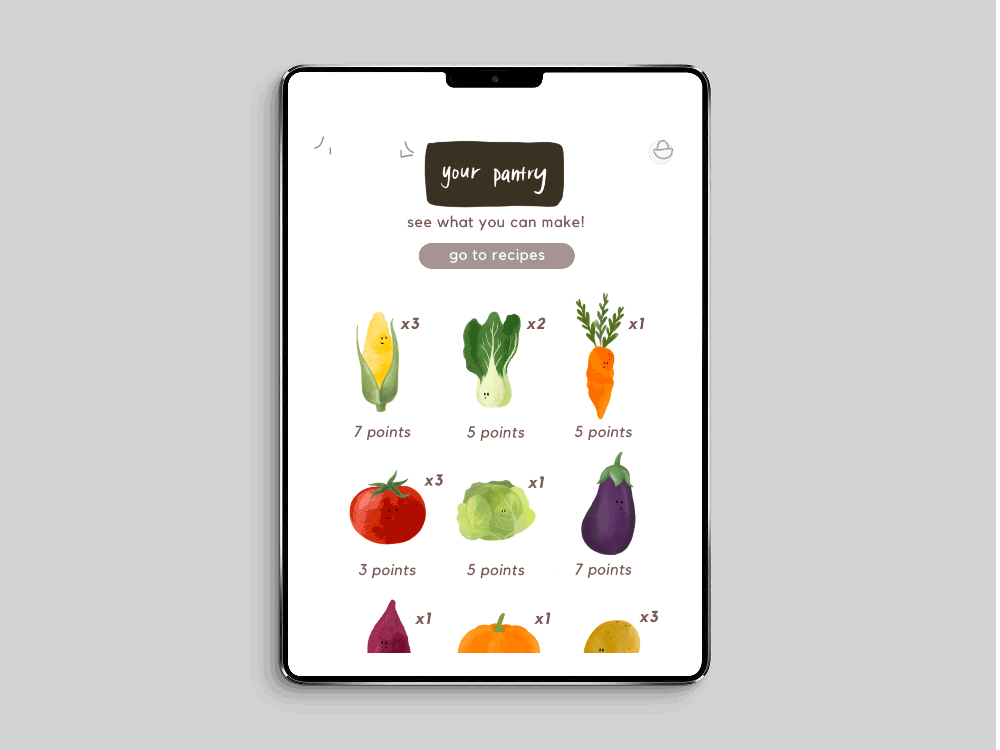 your pantry
see what you can make!
go to recipes
x3 x2 x1
7 points 5 points 5 points
x3 x1
3 points 5 points 7 points
x1 x1 x3